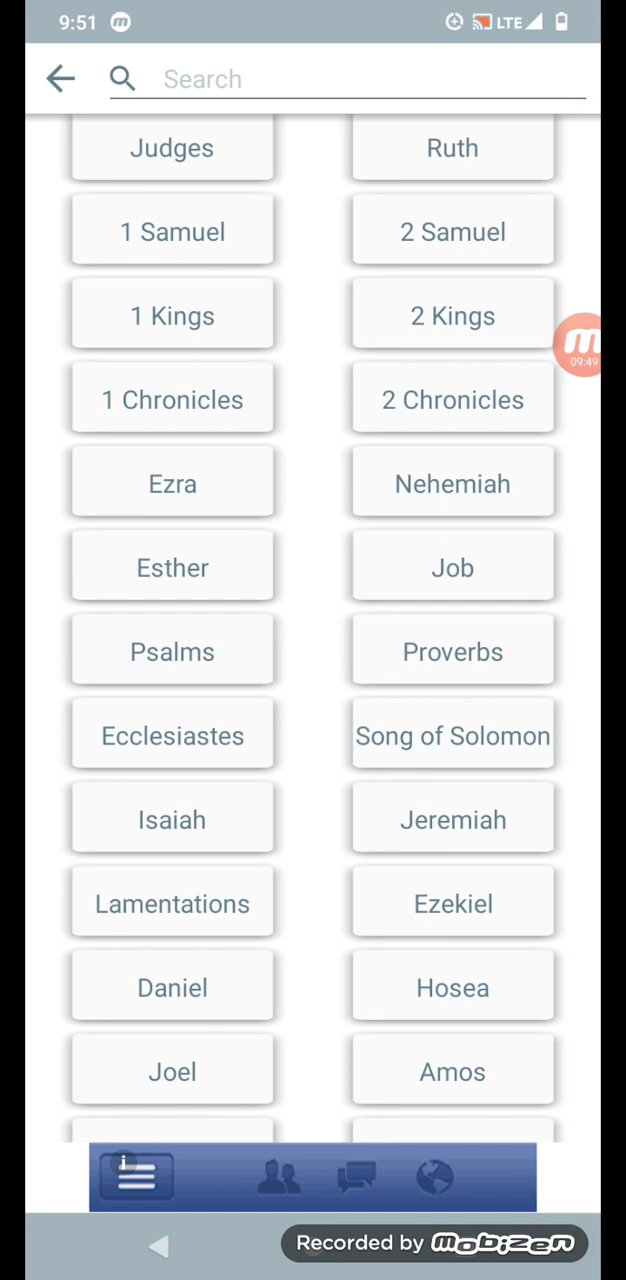 9:51 m LTE
Search
Judges Ruth
1 Samuel 2 Samuel
1 Kings 2 Kings
m
09:49
1 Chronicles 2 Chronicles
Ezra Nehemiah
Esther Job
Psalms Proverbs
Ecclesiastes Song of Solomon
Isaiah Jeremiah
Lamentations Ezekiel
Daniel Hosea
Joel Amos
i
Recorded by mobizen